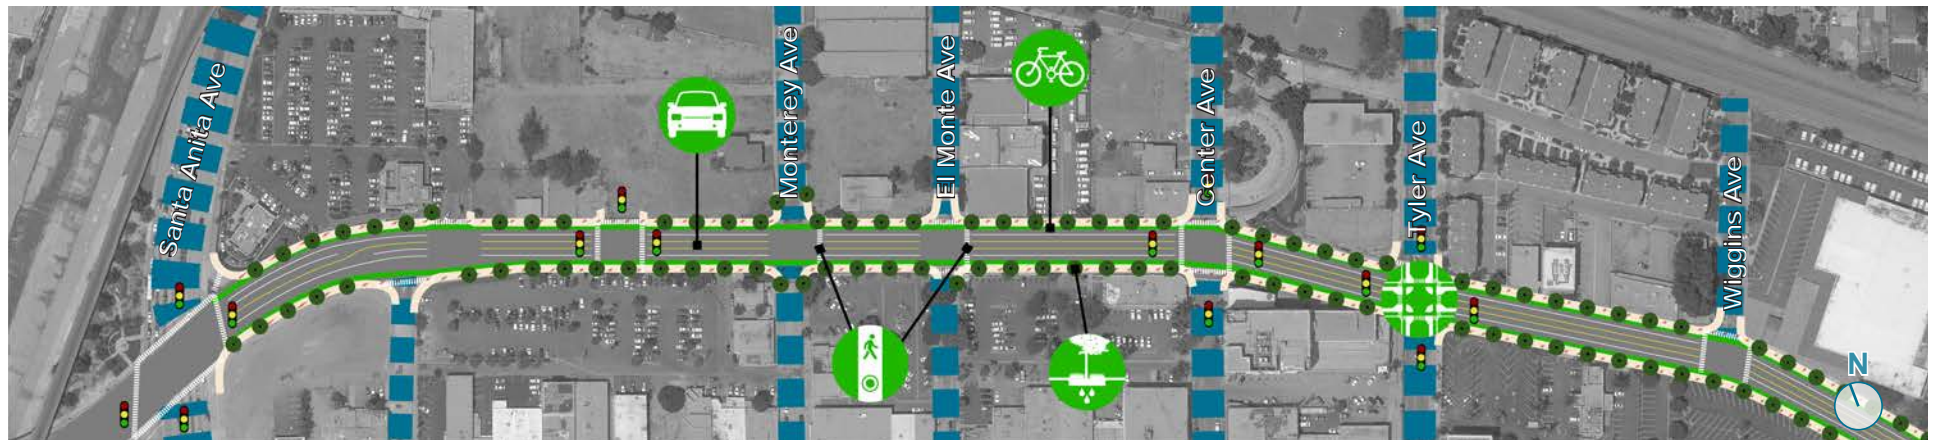 Santa Anita Ave
Monterey Ave
El Monte Ave
Center Ave
Tyler Ave
Wiggins Ave
N